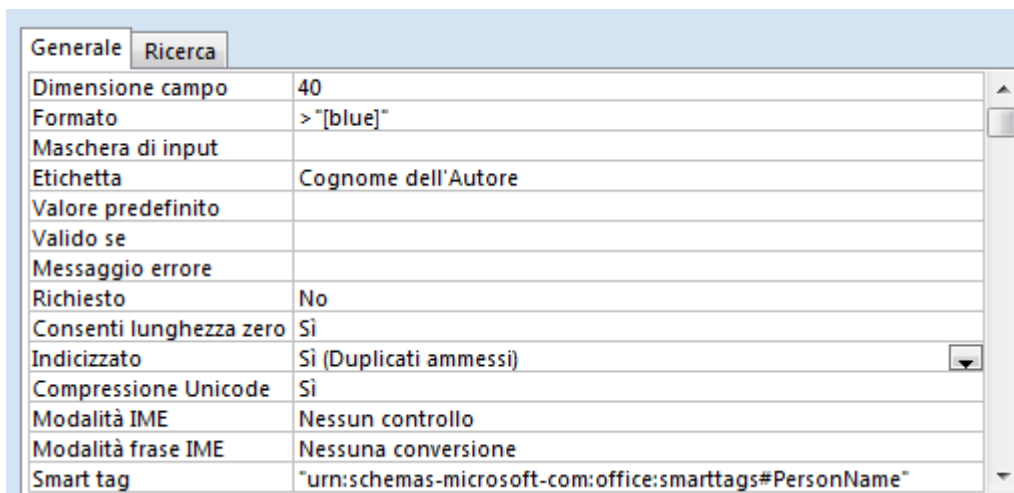 Generale Ricerca
Dimensione campo 40
Formato >"[blue]"
Maschera di input
Etichetta Cognome dell'Autore
Valore predefinito
Valido se
Messaggio errore
Richiesto No
Consenti lunghezza zero Sì
Indicizzato Sì (Duplicati ammessi)
Compressione Unicode Sì
Modalità IME Nessun controllo
Modalità frase IME Nessuna conversione
Smart tag "urn:schemas-microsoft-com:office:smarttags#PersonName"